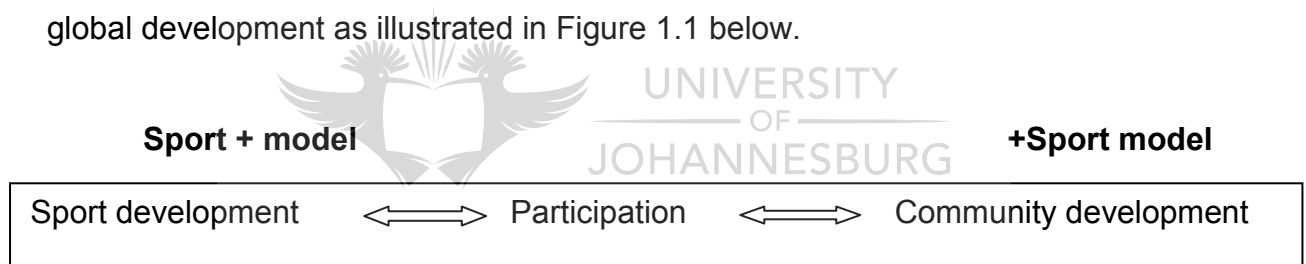 global development as illustrated in Figure 1.1 below.
UNIVERSITY
OF
JOHANNESBURG
Sport + model +Sport model
Sport development Participation Community development